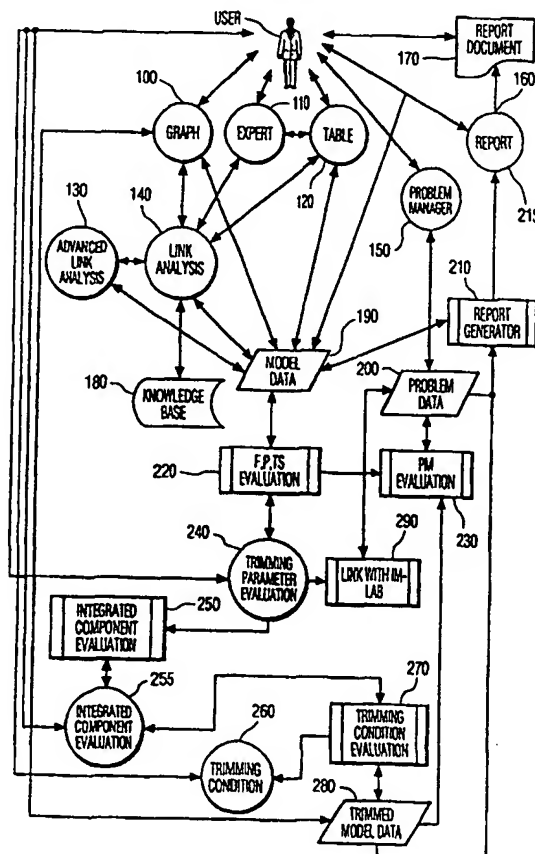 USER
REPORT
DOCUMENT
170
100
110
160
GRAPH
EXPERT
TABLE
REPORT
120
215
130
140
PROBLEM
MANAGER
ADVANCED
LINK
ANALYSIS
LINK
ANALYSIS
150
210
REPORT
GENERATOR
190
MODEL
DATA
200
180
KNOWLEDGE
BASE
PROBLEM
DATA
220
F,P,TS
EVALUATION
PM
EVALUATION
240
290
230
TRIMMING
PARAMETER
EVALUATION
LINK WITH IM-
LAB
250
INTEGRATED
COMPONENT
EVALUATION
255
270
INTEGRATED
COMPONENT
EVALUATION
260
TRIMMING
CONDITION
EVALUATION
TRIMMING
CONDITION
280
TRIMMED
MODEL DATA